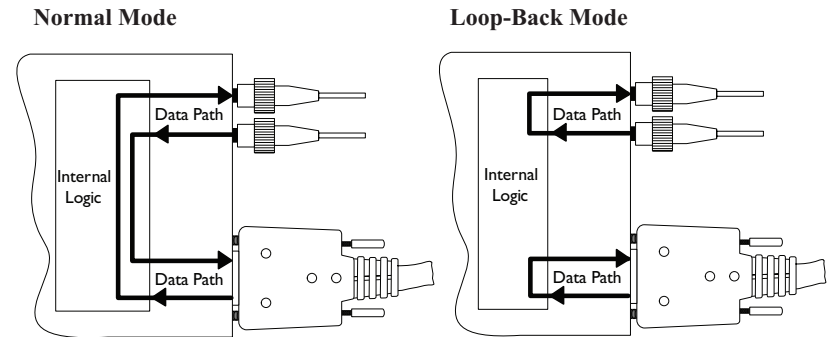 Normal Mode
Loop-Back Mode
Data Path
Internal
Logic
Data Path
Data Path
Internal
Logic
Data Path